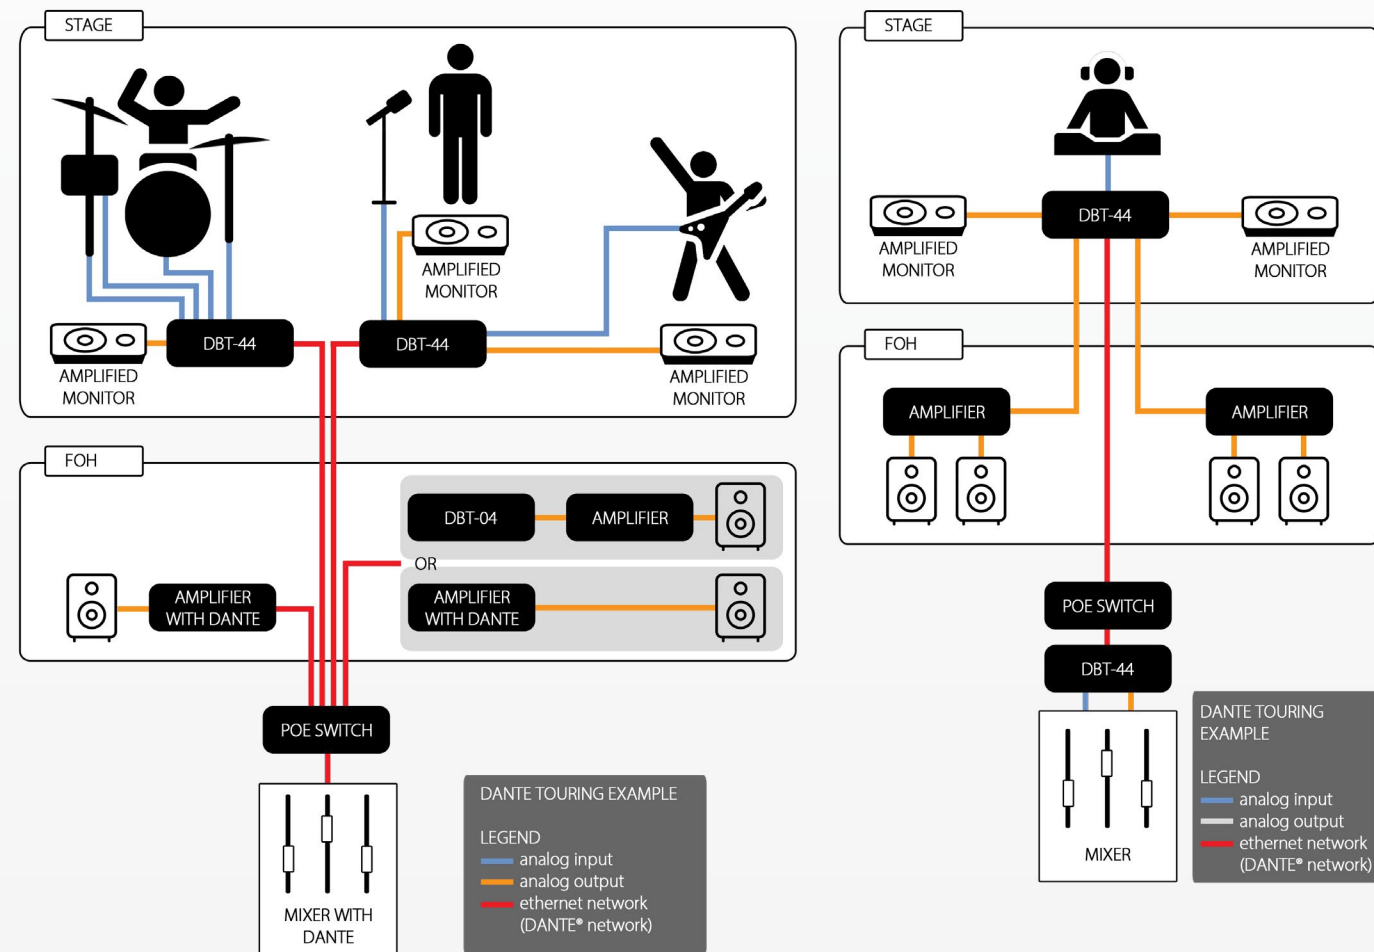 STAGE
DBT-44
AMPLIFIED
MONITOR
AMPLIFIED
MONITOR
DBT-44
AMPLIFIED
MONITOR
FOH
DBT-04
AMPLIFIER
OR
AMPLIFIER
WITH DANTE
AMPLIFIER
WITH DANTE
POE SWITCH
MIXER WITH
DANTE
DANTE TOURING EXAMPLE
LEGEND
analog input
analog output
ethernet network
(DANTE® network)
STAGE
DBT-44
AMPLIFIED
MONITOR
AMPLIFIED
MONITOR
FOH
AMPLIFIER
AMPLIFIER
POE SWITCH
DBT-44
MIXER
DANTE TOURING
EXAMPLE
LEGEND
analog input
analog output
ethernet network
(DANTE® network)